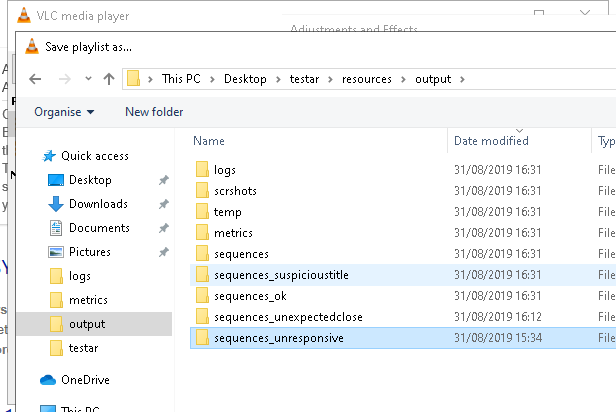 VLC media player
Adjustments and Effects
Save playlist as...
This PC > Desktop > testar > resources > output >
Organise New folder
Name Date modified Typ
Quick access
Desktop
Downloads
Documents
Pictures
logs
metrics
output
testar
OneDrive
This PC
logs 31/08/2019 16:31 File
scrshots 31/08/2019 16:31 File
temp 31/08/2019 16:31 File
metrics 31/08/2019 16:31 File
sequences 31/08/2019 16:31 File
sequences_suspicioustitle 31/08/2019 16:31 File
sequences_ok 31/08/2019 16:31 File
sequences_unexpectedclose 31/08/2019 16:12 File
sequences_unresponsive 31/08/2019 15:34 File